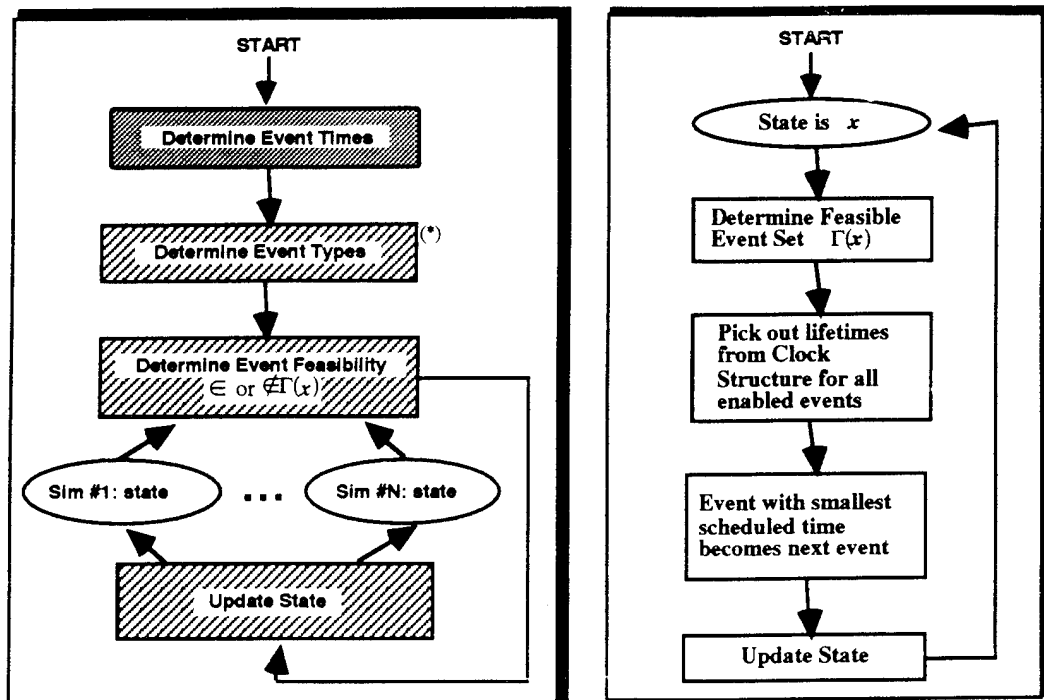 START
Determine Event Times
Determine Event Types
(*)
Determine Event Feasibility
∈ or ∉Γ(x)
Sim #1: state
...
Sim #N: state
Update State
START
State is x
Determine Feasible
Event Set Γ(x)
Pick out lifetimes
from Clock
Structure for all
enabled events
Event with smallest
scheduled time
becomes next event
Update State